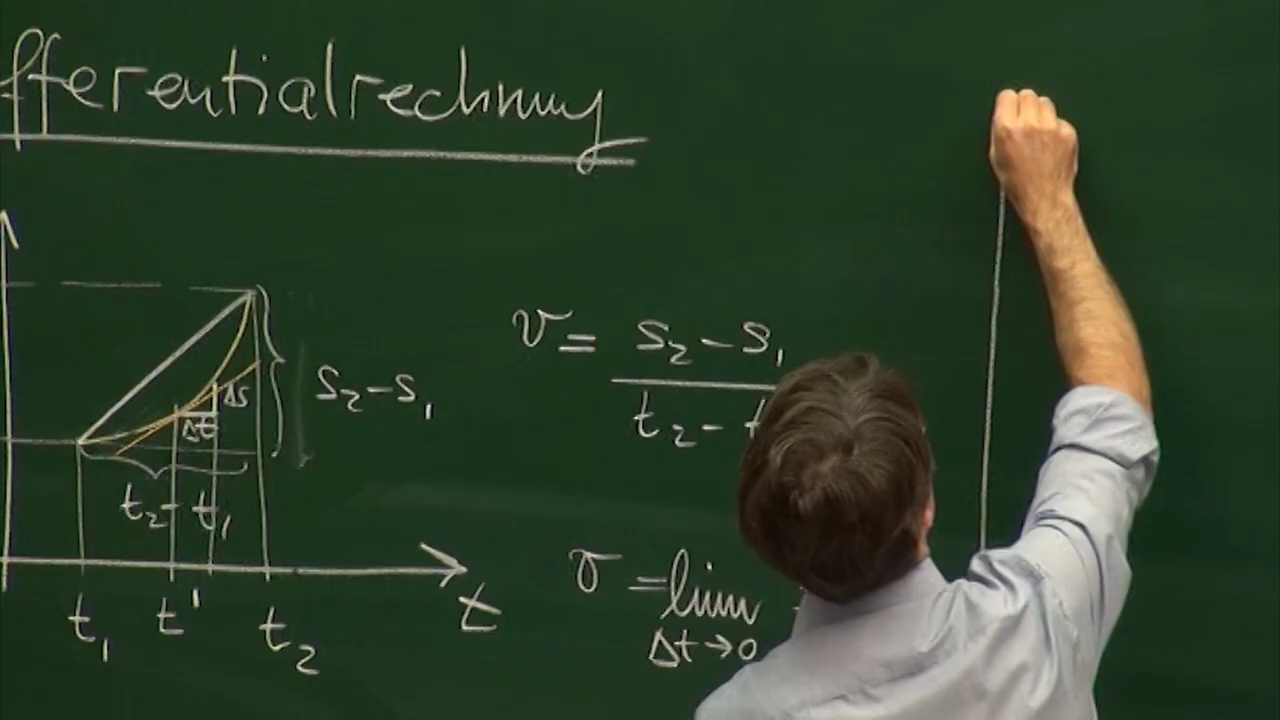 fferentialrechnung
Δs
s₂-s₁
Δt
t₂-t₁
t₁ t' t₂ t
v = s₂-s₁
t₂-t
v = lim
Δt→0